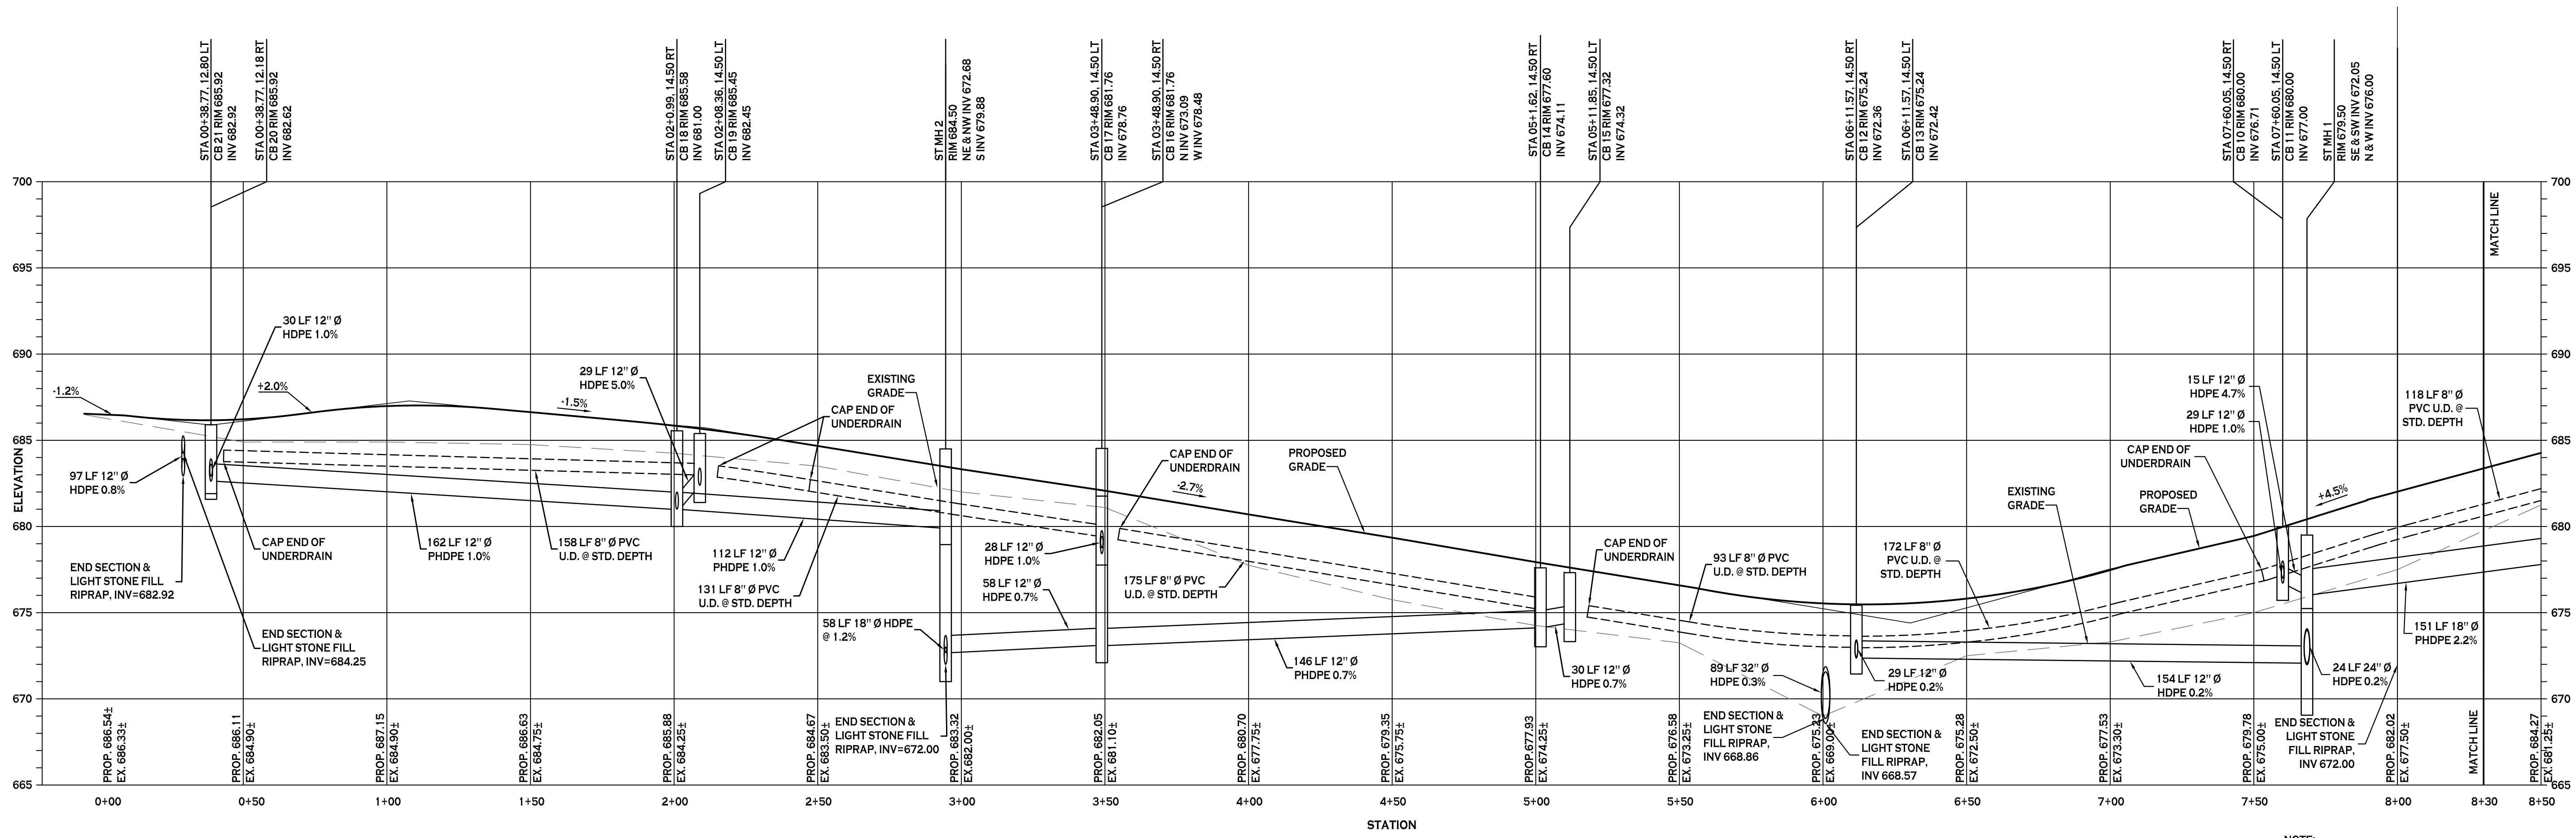 STA 00+38.77, 12.80 LT
CB 21 RIM 685.92
INV 682.92
STA 00+38.77, 12.18 RT
CB 20 RIM 685.92
INV 682.62
STA 02+0.99, 14.50 RT
CB 18 RIM 685.58
INV 681.00
STA 02+08.36, 14.50 LT
CB 19 RIM 685.45
INV 682.45
ST MH 2
RIM 684.500
NE & NW INV 672.68
S INV 679.88
STA 03+48.90, 14.50 LT
CB 17 RIM 681.76
INV 678.76
STA 03+48.90, 14.50 RT
CB 16 RIM 681.76
N INV 673.09
W INV 678.48
STA 05+1.62, 14.50 RT
CB 14 RIM 677.60
INV 674.11
STA 05+11.85, 14.50 LT
CB 15 RIM 677.32
INV 674.32
STA 06+11.57, 14.50 RT
CB 12 RIM 675.24
INV 672.36
STA 06+11.57, 14.50 LT
CB 13 RIM 675.24
INV 672.42
STA 07+60.05, 14.50 RT
CB 10 RIM 680.00
INV 676.71
STA 07+60.05, 14.50 LT
CB 11 RIM 680.00
INV 677.00
ST MH 1
RIM 679.50
SE & SW INV 672.05
N & W INV 676.00
700
695
690
685
680
675
670
665
ELEVATION
700
695
690
685
680
675
670
665
MATCH LINE
MATCH LINE
-1.2%
+2.0%
30 LF 12" Ø
HDPE 1.0%
97 LF 12" Ø
HDPE 0.8%
END SECTION &
LIGHT STONE FILL
RIPRAP, INV=682.92
END SECTION &
LIGHT STONE FILL
RIPRAP, INV=684.25
CAP END OF
UNDERDRAIN
162 LF 12" Ø
PHDPE 1.0%
158 LF 8" Ø PVC
U.D. @ STD. DEPTH
-1.5%
29 LF 12" Ø
HDPE 5.0%
112 LF 12" Ø
PHDPE 1.0%
131 LF 8" Ø PVC
U.D. @ STD. DEPTH
CAP END OF
UNDERDRAIN
EXISTING
GRADE
58 LF 18" Ø HDPE
@ 1.2%
END SECTION &
LIGHT STONE FILL
RIPRAP, INV=672.00
28 LF 12" Ø
HDPE 1.0%
58 LF 12" Ø
HDPE 0.7%
CAP END OF
UNDERDRAIN
-2.7%
175 LF 8" Ø PVC
U.D. @ STD. DEPTH
PROPOSED
GRADE
146 LF 12" Ø
PHDPE 0.7%
30 LF 12" Ø
HDPE 0.7%
CAP END OF
UNDERDRAIN
93 LF 8" Ø PVC
U.D. @ STD. DEPTH
89 LF 32" Ø
HDPE 0.3%
END SECTION &
LIGHT STONE
FILL RIPRAP,
INV 668.86
END SECTION &
LIGHT STONE
FILL RIPRAP,
INV 668.57
29 LF 12" Ø
HDPE 0.2%
172 LF 8" Ø
PVC U.D. @
STD. DEPTH
EXISTING
GRADE
PROPOSED
GRADE
CAP END OF
UNDERDRAIN
15 LF 12" Ø
HDPE 4.7%
29 LF 12" Ø
HDPE 1.0%
+4.5%
118 LF 8" Ø
PVC U.D. @
STD. DEPTH
154 LF 12" Ø
HDPE 0.2%
24 LF 24" Ø
HDPE 0.2%
151 LF 18" Ø
PHDPE 2.2%
END SECTION &
LIGHT STONE
FILL RIPRAP,
INV 672.00
PROP. 686.54±
EX. 686.33±
PROP. 686.11
EX. 684.90±
PROP. 687.15
EX. 684.90±
PROP. 686.63
EX. 684.75±
PROP. 685.88
EX. 684.25±
PROP. 684.67
EX. 683.50±
PROP. 683.32
EX.682.00±
PROP. 682.05
EX. 681.10±
PROP. 680.70
EX. 677.75±
PROP. 679.35
EX. 675.75±
PROP. 677.93
EX. 674.25±
PROP. 676.58
EX. 673.25±
PROP. 675.23
EX. 669.00±
PROP. 675.28
EX. 672.50±
PROP. 677.53
EX. 673.30±
PROP. 679.78
EX. 675.00±
PROP. 682.02
EX. 677.50±
PROP. 684.27
EX. 681.25±
0+00
0+50
1+00
1+50
2+00
2+50
3+00
3+50
4+00
4+50
5+00
5+50
6+00
6+50
7+00
7+50
8+00
8+30
8+50
STATION